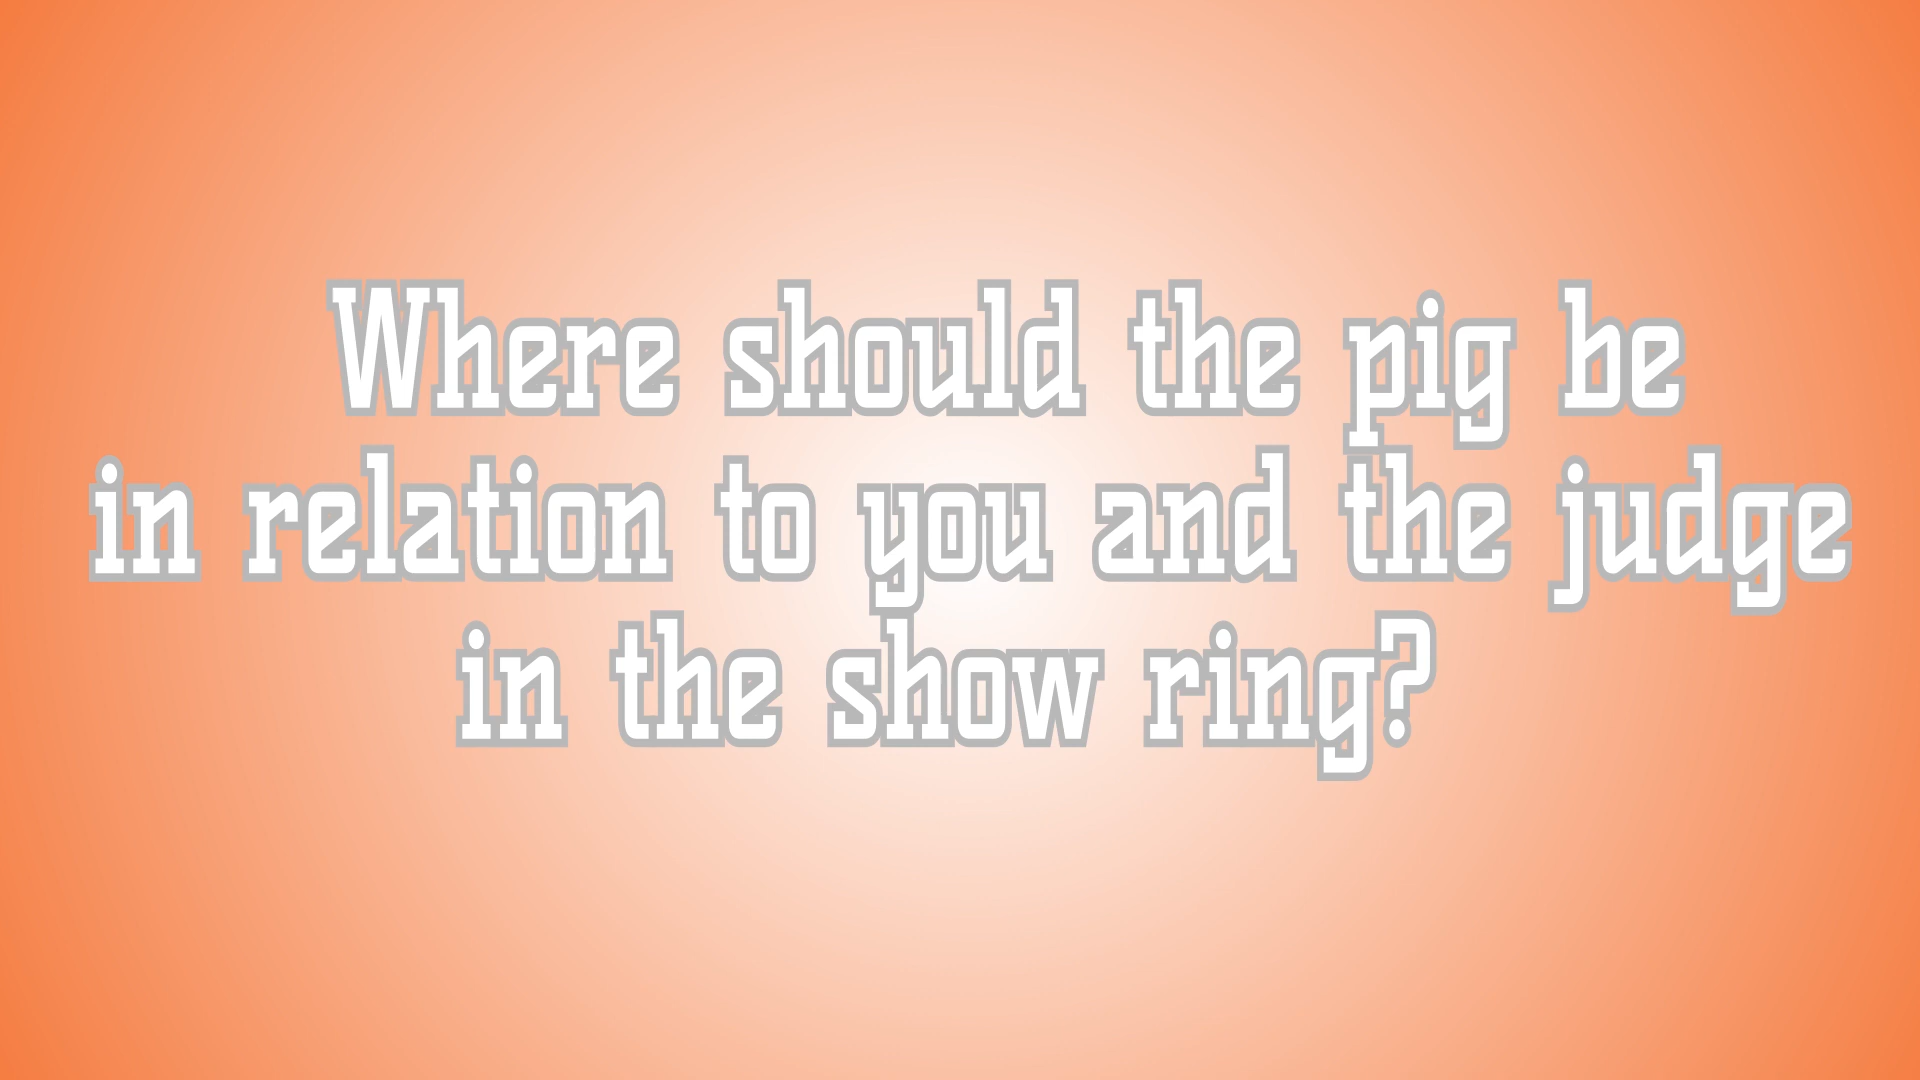 Where should the pig be
in relation to you and the judge
in the show ring?